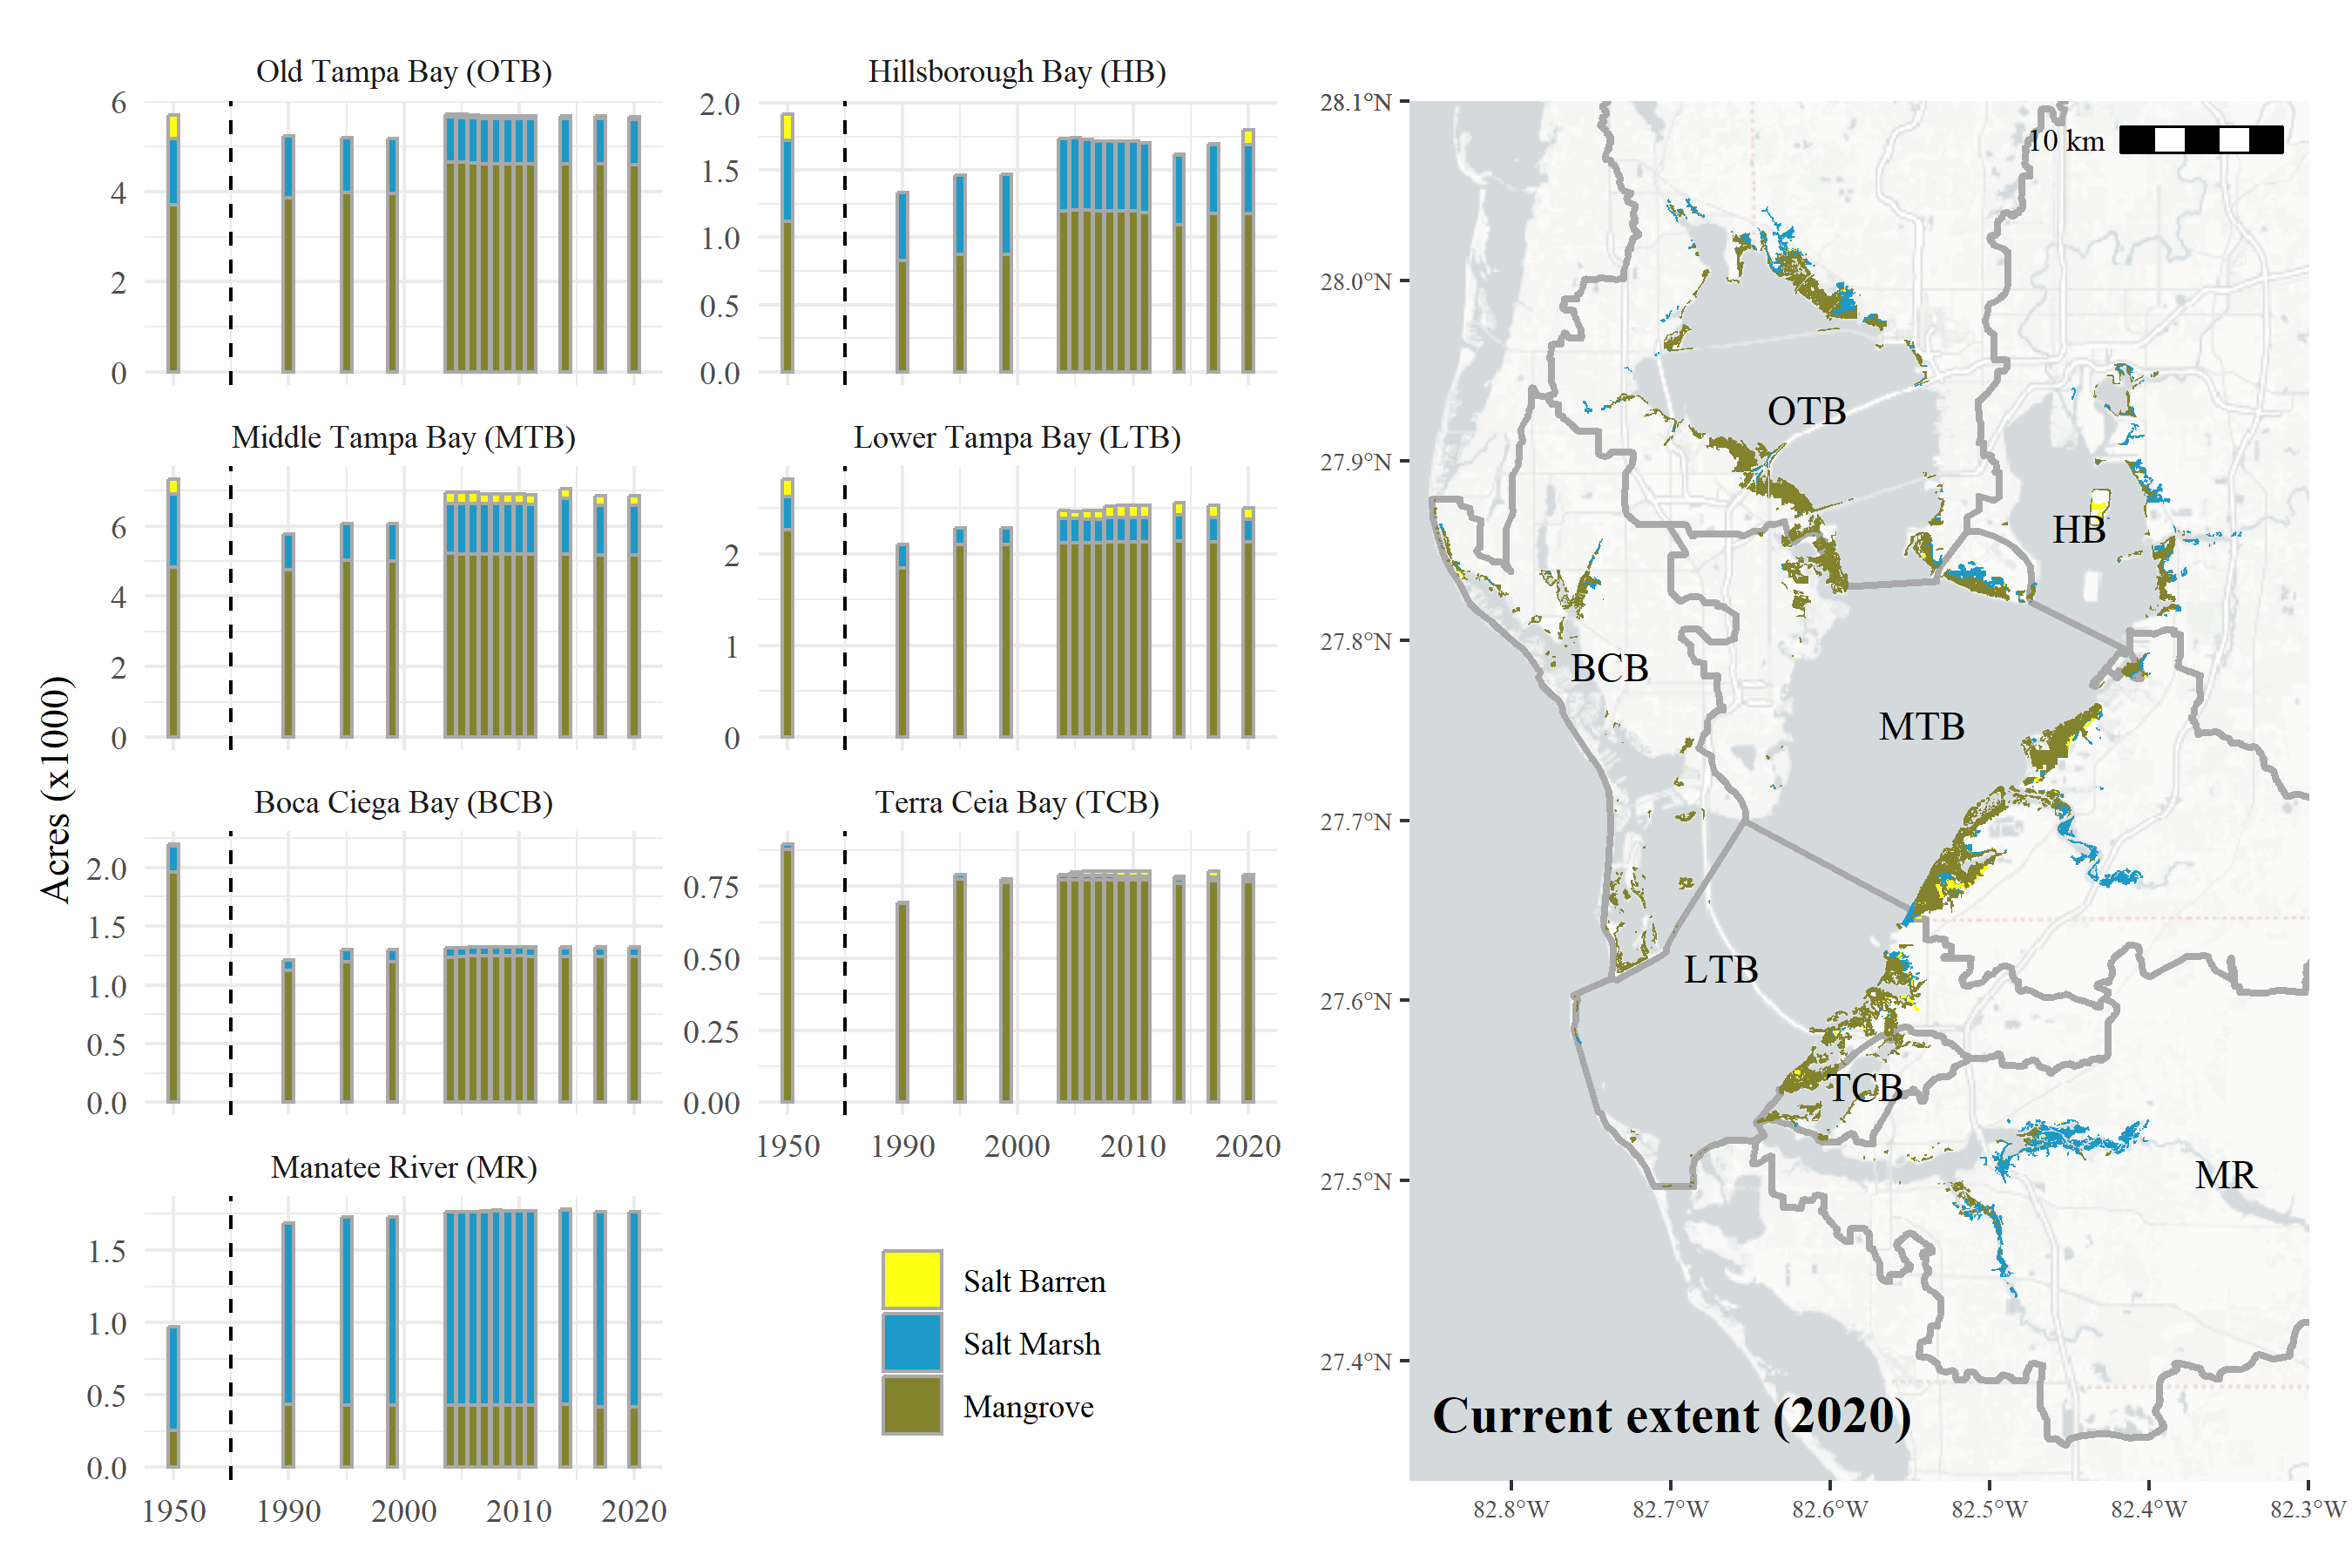 Old Tampa Bay (OTB)
6
4
2
0
Hillsborough Bay (HB)
2.0
1.5
1.0
0.5
0.0
Middle Tampa Bay (MTB)
6
4
2
0
Lower Tampa Bay (LTB)
2
1
0
Acres (x1000)
Boca Ciega Bay (BCB)
2.0
1.5
1.0
0.5
0.0
Terra Ceia Bay (TCB)
0.75
0.50
0.25
0.00
1950 1990 2000 2010 2020
Manatee River (MR)
1.5
1.0
0.5
0.0
1950 1990 2000 2010 2020
Salt Barren
Salt Marsh
Mangrove
28.1°N
28.0°N
27.9°N
27.8°N
27.7°N
27.6°N
27.5°N
27.4°N
10 km
OTB
HB
BCB
MTB
LTB
TCB
MR
Current extent (2020)
82.8°W 82.7°W 82.6°W 82.5°W 82.4°W 82.3°W